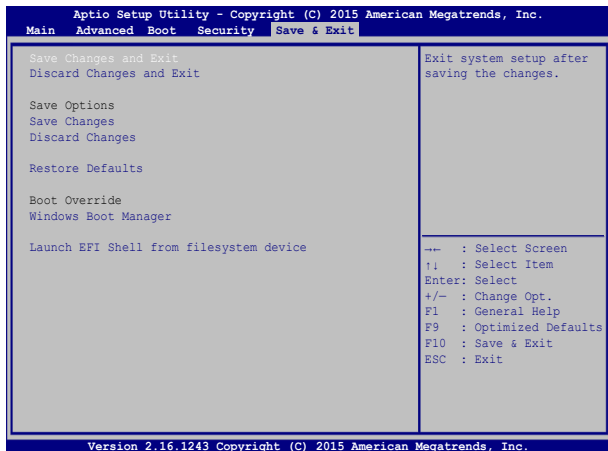 Aptio Setup Utility - Copyright (C) 2015 American Megatrends, Inc.
Main Advanced Boot Security Save & Exit
Save Changes and Exit
Discard Changes and Exit
Save Options
Save Changes
Discard Changes
Restore Defaults
Boot Override
Windows Boot Manager
Launch EFI Shell from filesystem device
Exit system setup after
saving the changes.
→← : Select Screen
↑↓ : Select Item
Enter: Select
+/— : Change Opt.
F1 : General Help
F9 : Optimized Defaults
F10 : Save & Exit
ESC : Exit
Version 2.16.1243 Copyright (C) 2015 American Megatrends, Inc.